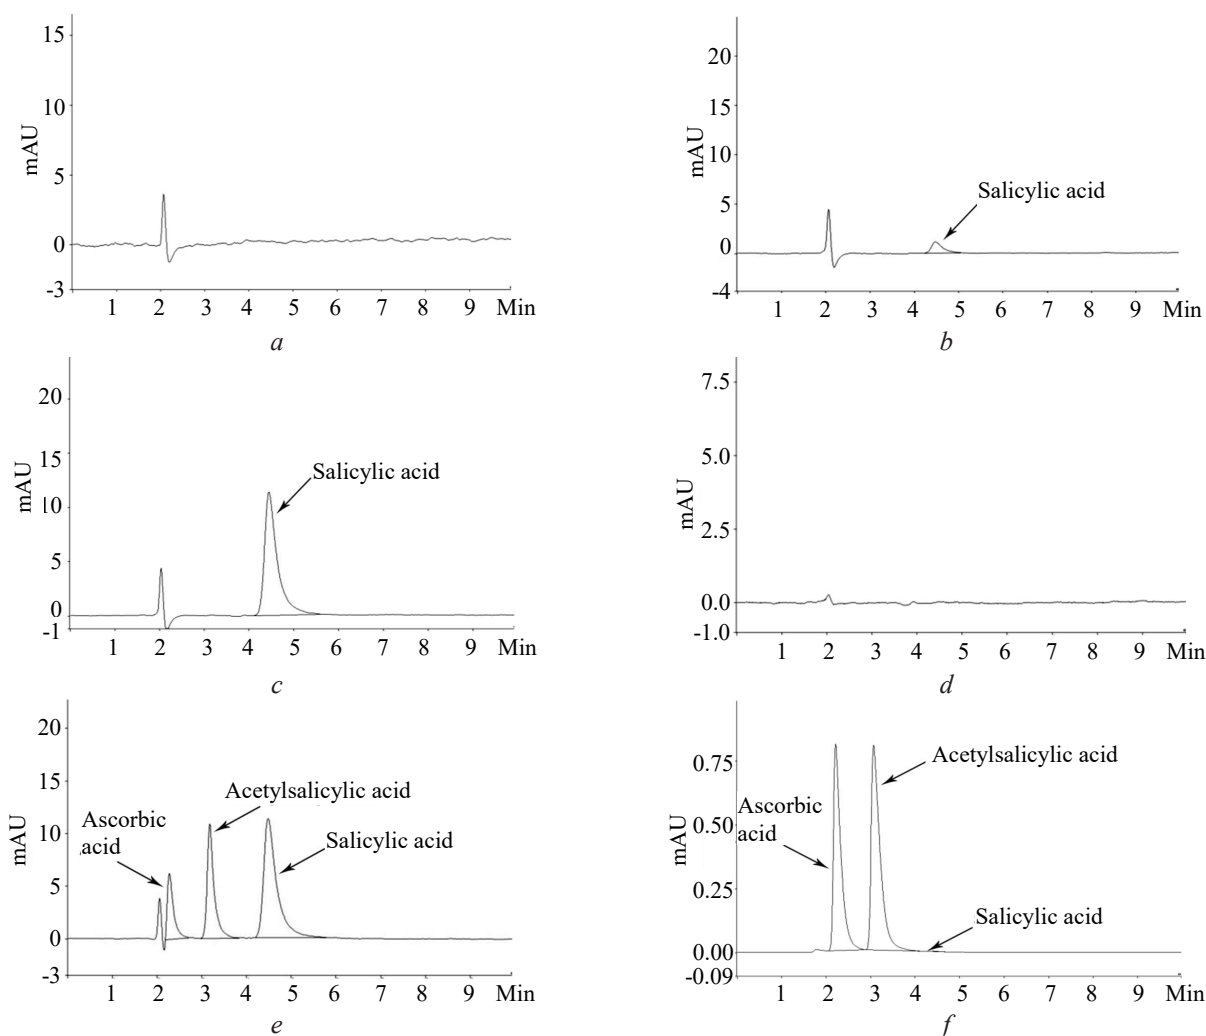 15
10
5
0
-3
mAU
1 2 3 4 5 6 7 8 9 Min
a
20
15
10
5
0
-4
mAU
Salicylic acid
1 2 3 4 5 6 7 8 9 Min
b
20
15
10
5
0
-1
mAU
Salicylic acid
1 2 3 4 5 6 7 8 9 Min
c
7.5
5.0
2.5
0.0
-1.0
mAU
1 2 3 4 5 6 7 8 9 Min
d
20
15
10
5
0
-3
mAU
Ascorbic
acid
Acetylsalicylic acid
Salicylic acid
1 2 3 4 5 6 7 8 9 Min
e
0.75
0.50
0.25
0.00
-0.09
mAU
Ascorbic
acid
Acetylsalicylic acid
Salicylic acid
1 2 3 4 5 6 7 8 9 Min
f